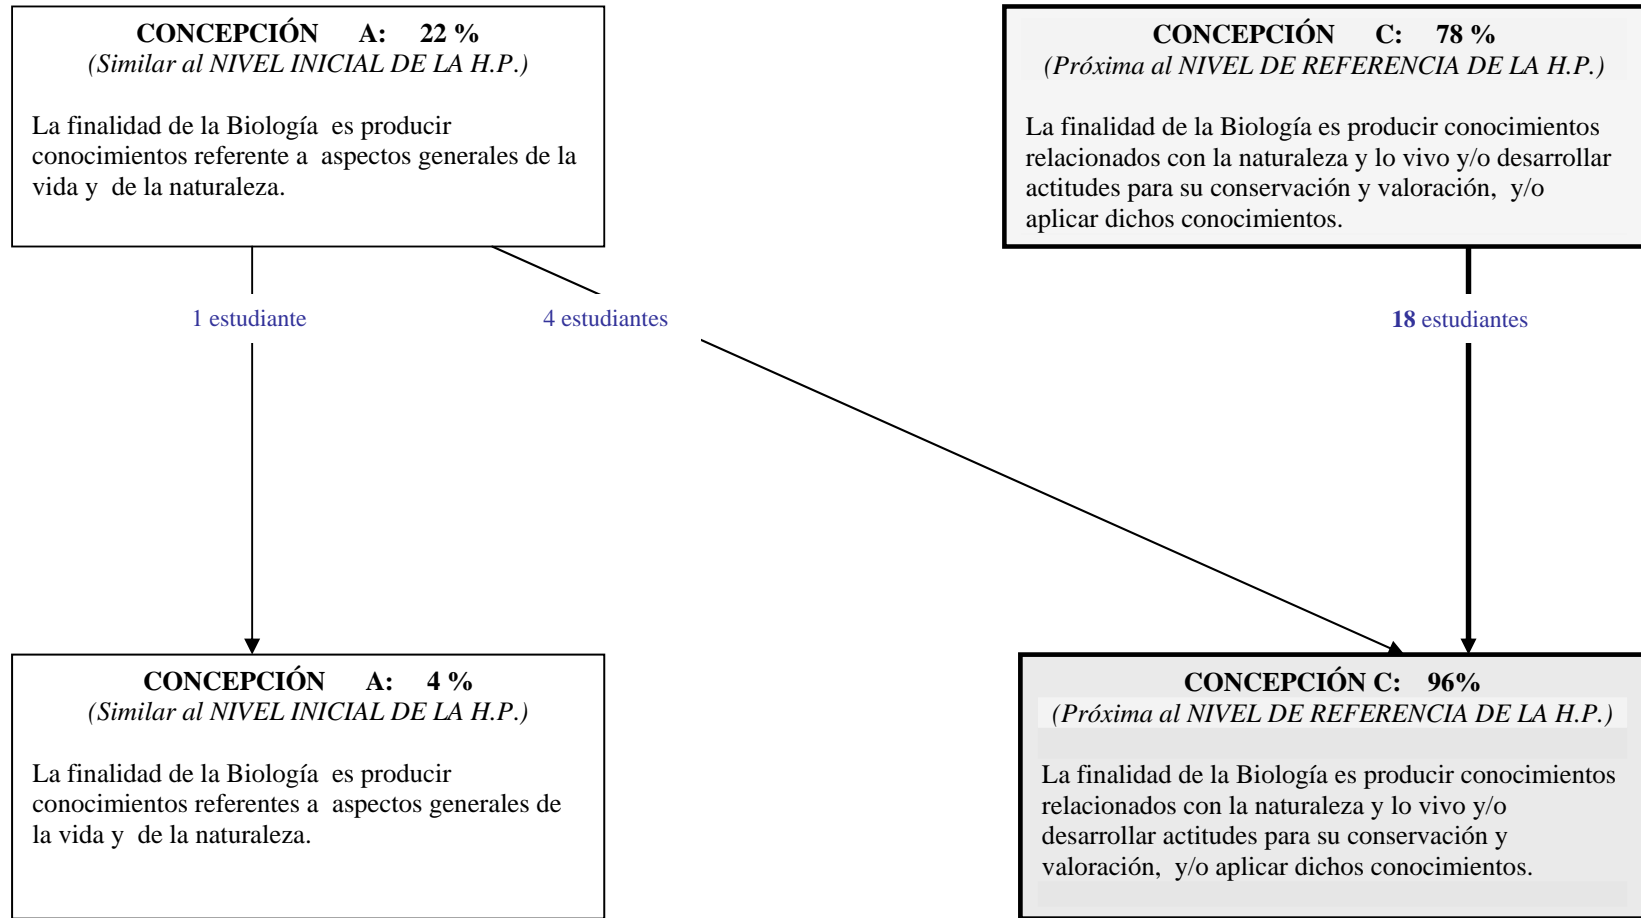 CONCEPCIÓN A: 22 %
(Similar al NIVEL INICIAL DE LA H.P.)
La finalidad de la Biología es producir
conocimientos referente a aspectos generales de la
vida y de la naturaleza.
CONCEPCIÓN C: 78 %
(Próxima al NIVEL DE REFERENCIA DE LA H.P.)
La finalidad de la Biología es producir conocimientos
relacionados con la naturaleza y lo vivo y/o desarrollar
actitudes para su conservación y valoración, y/o
aplicar dichos conocimientos.
1 estudiante
4 estudiantes
18 estudiantes
CONCEPCIÓN A: 4 %
(Similar al NIVEL INICIAL DE LA H.P.)
La finalidad de la Biología es producir
conocimientos referentes a aspectos generales de
la vida y de la naturaleza.
CONCEPCIÓN C: 96%
(Próxima al NIVEL DE REFERENCIA DE LA H.P.)
La finalidad de la Biología es producir conocimientos
relacionados con la naturaleza y lo vivo y/o
desarrollar actitudes para su conservación y
valoración, y/o aplicar dichos conocimientos.